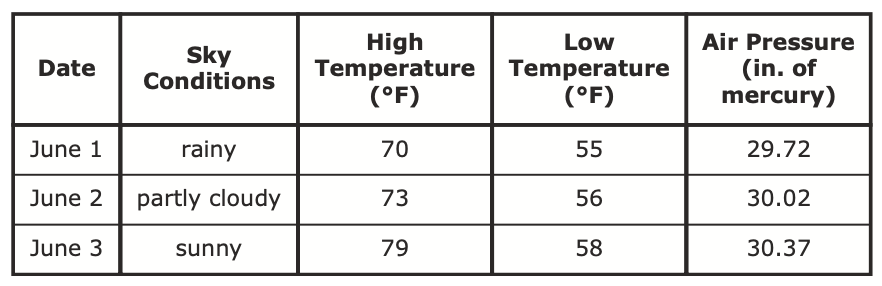 Date
Sky
Conditions
High
Temperature
(°F)
Low
Temperature
(°F)
Air Pressure
(in. of
mercury)
June 1 rainy 70 55 29.72
June 2 partly cloudy 73 56 30.02
June 3 sunny 79 58 30.37